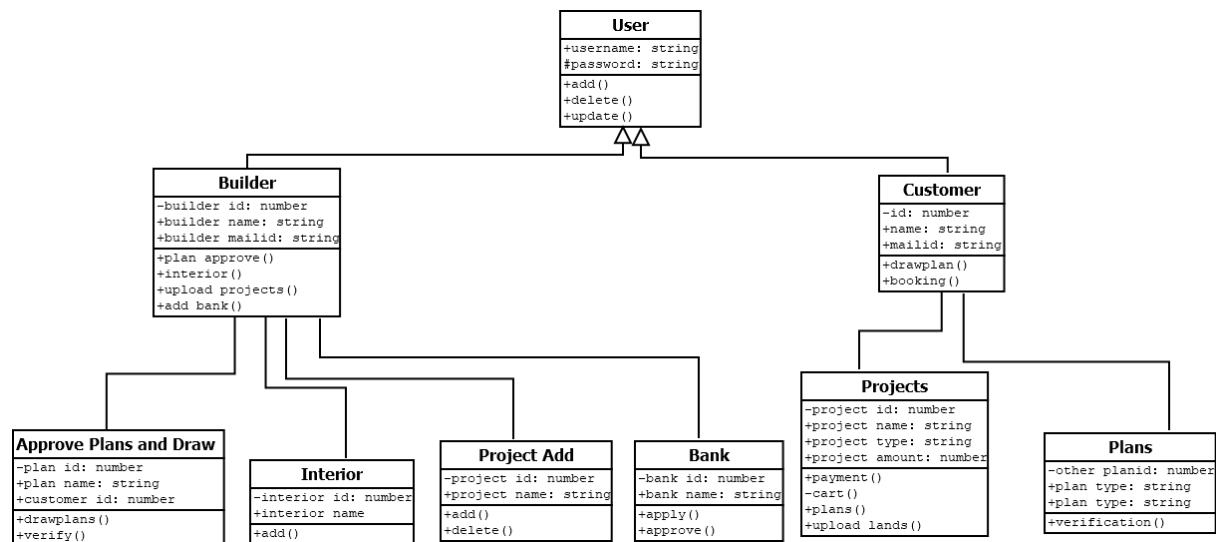 User
+username: string
#password: string
+add()
+delete()
+update()
Builder
-builder id: number
+builder name: string
+builder mailid: string
+plan approve()
+interior()
+upload projects()
+add bank()
Customer
-id: number
+name: string
+mailid: string
+drawplan()
+booking()
Approve Plans and Draw
-plan id: number
+plan name: string
+customer id: number
+drawplans()
+verify()
Interior
-interior id: number
+interior name
+add()
Project Add
-project id: number
+project name: string
+add()
+delete()
Bank
-bank id: number
+bank name: string
+apply()
+approve()
Projects
-project id: number
+project name: string
+project type: string
+project amount: number
+payment()
-cart()
+plans()
+upload lands()
Plans
-other planid: number
+plan type: string
+plan type: string
+verification()